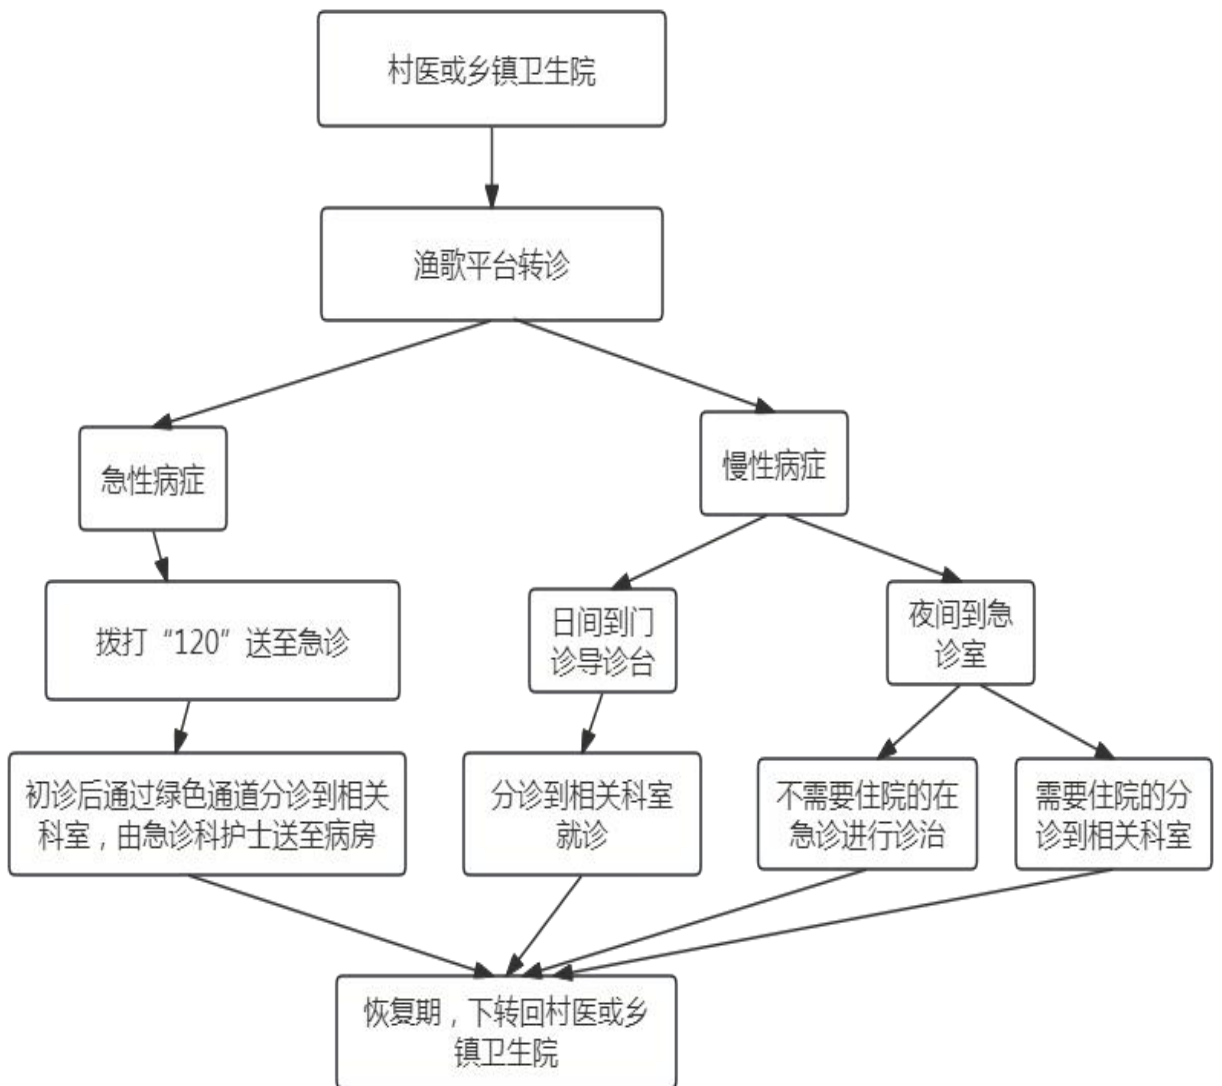 村医或乡镇卫生院
渔歌平台转诊
急性病症
慢性病症
拨打“120”送至急诊
日间到门
诊导诊台
夜间到急
诊室
初诊后通过绿色通道分诊到相关
科室，由急诊科护士送至病房
分诊到相关科室
就诊
不需要住院的在
急诊进行诊治
需要住院的分
诊到相关科室
恢复期，下转回村医或乡
镇卫生院